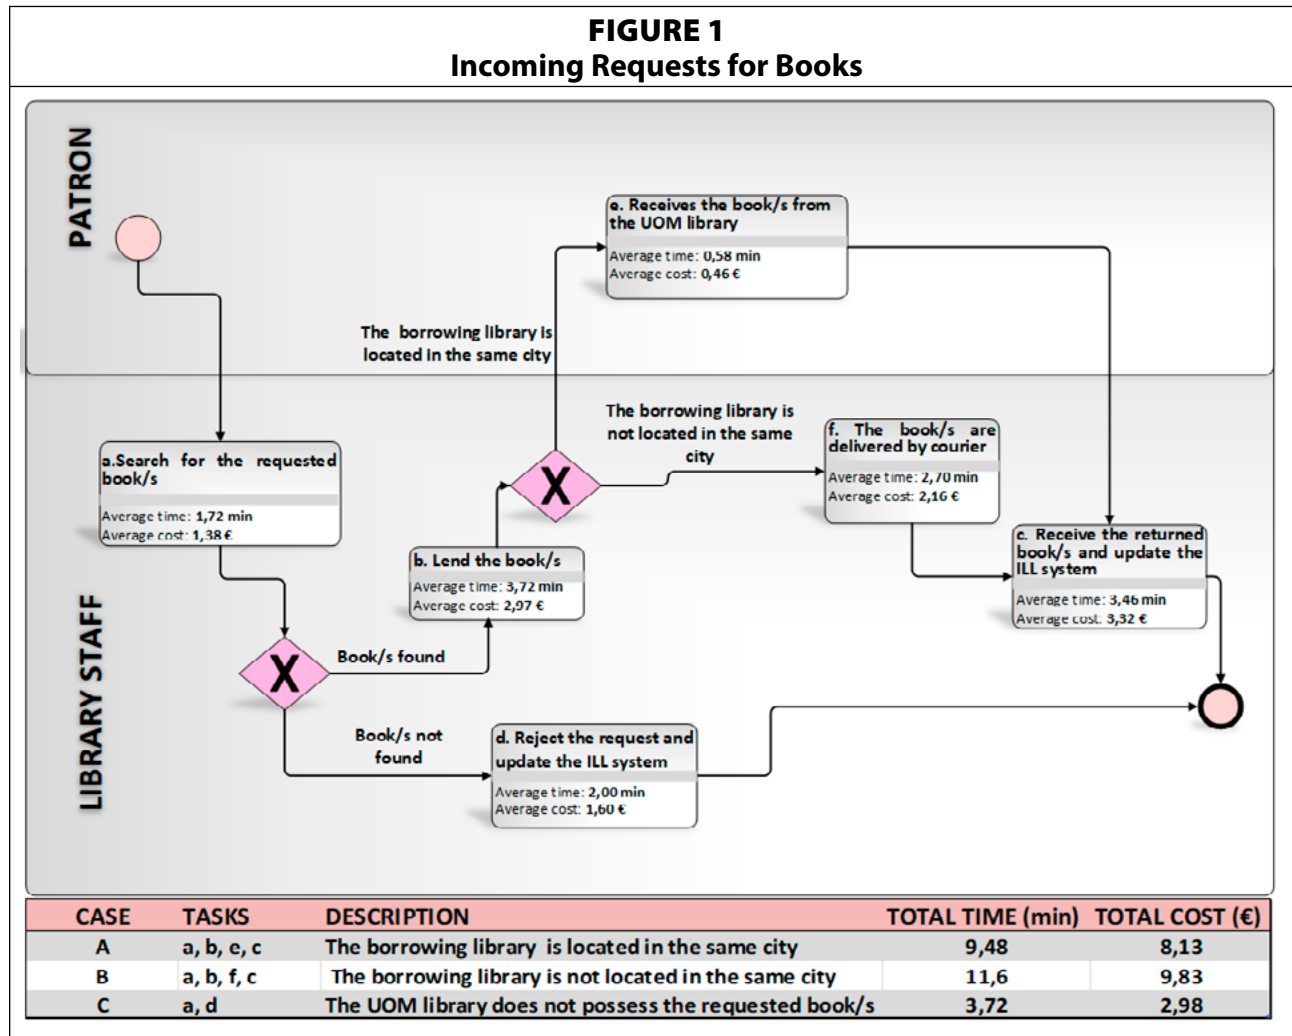 FIGURE 1
Incoming Requests for Books
PATRON
e. Receives the book/s from
the UOM library
Average time: 0,58 min
Average cost: 0,46 €
The borrowing library is
located in the same city
The borrowing library is
not located in the same
city
f. The book/s are
delivered by courier
Average time: 2,70 min
Average cost: 2,16 €
a.Search for the requested
book/s
Average time: 1,72 min
Average cost: 1,38 €
X
b. Lend the book/s
Average time: 3,72 min
Average cost: 2,97 €
c. Receive the returned
book/s and update the
ILL system
Average time: 3,46 min
Average cost: 3,32 €
LIBRARY STAFF
X
Book/s found
Book/s not
found
d. Reject the request and
update the ILL system
Average time: 2,00 min
Average cost: 1,60 €
CASE TASKS DESCRIPTION TOTAL TIME (min) TOTAL COST (€)
A a, b, e, c The borrowing library is located in the same city 9,48 8,13
B a, b, f, c The borrowing library is not located in the same city 11,6 9,83
C a, d The UOM library does not possess the requested book/s 3,72 2,98